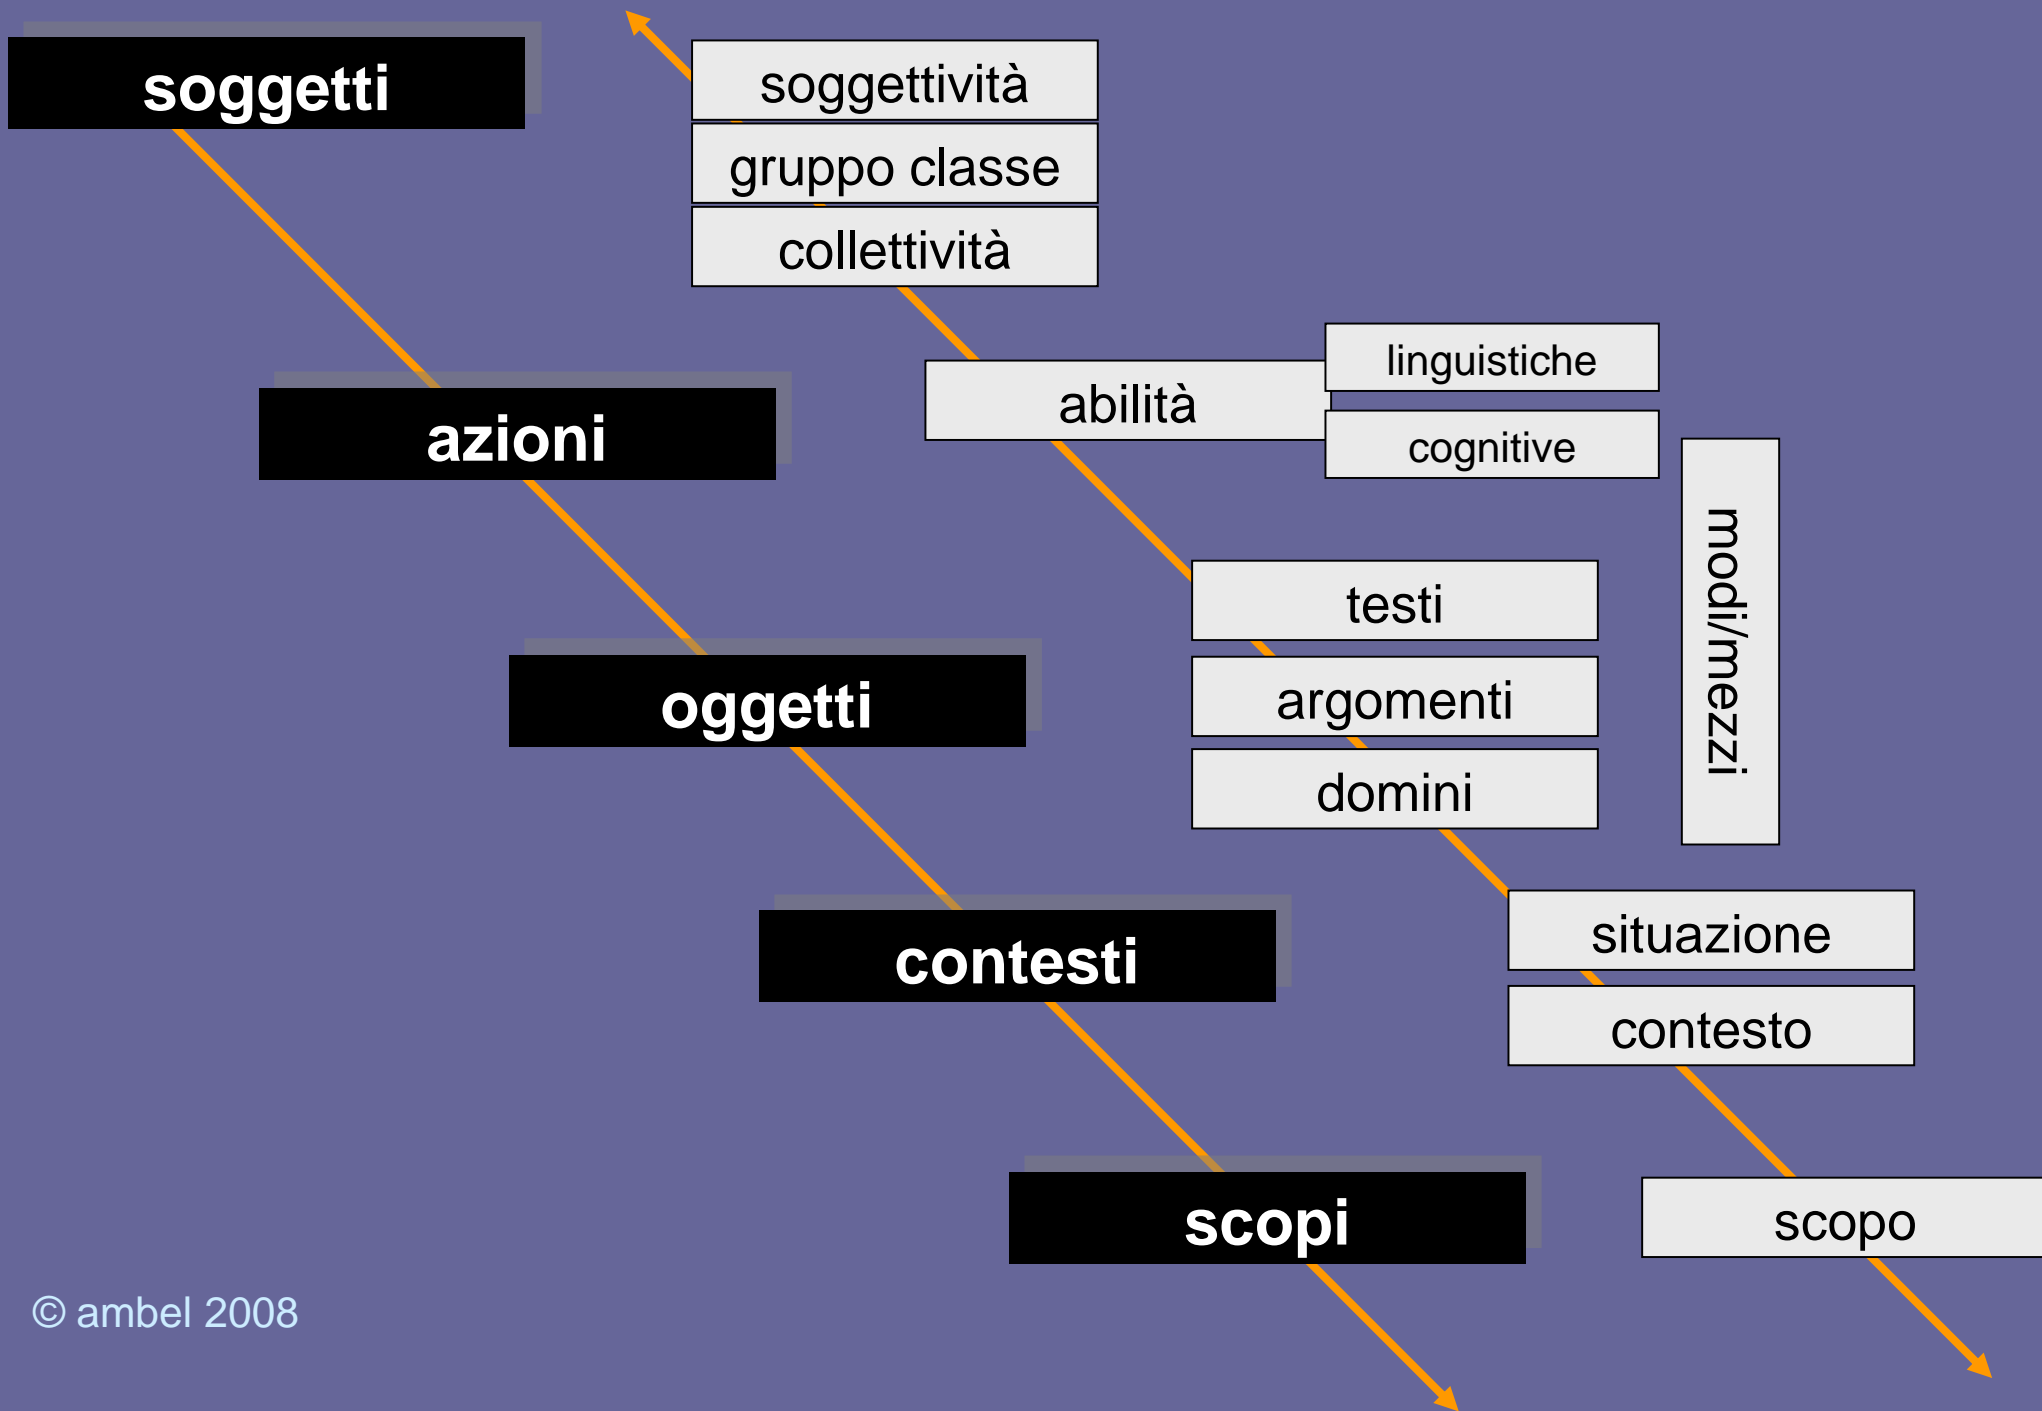 soggetti
soggettività
gruppo classe
collettività
azioni
abilità
linguistiche
cognitive
modi/mezzi
oggetti
testi
argomenti
domini
contesti
situazione
contesto
scopi
scopo
© ambel 2008